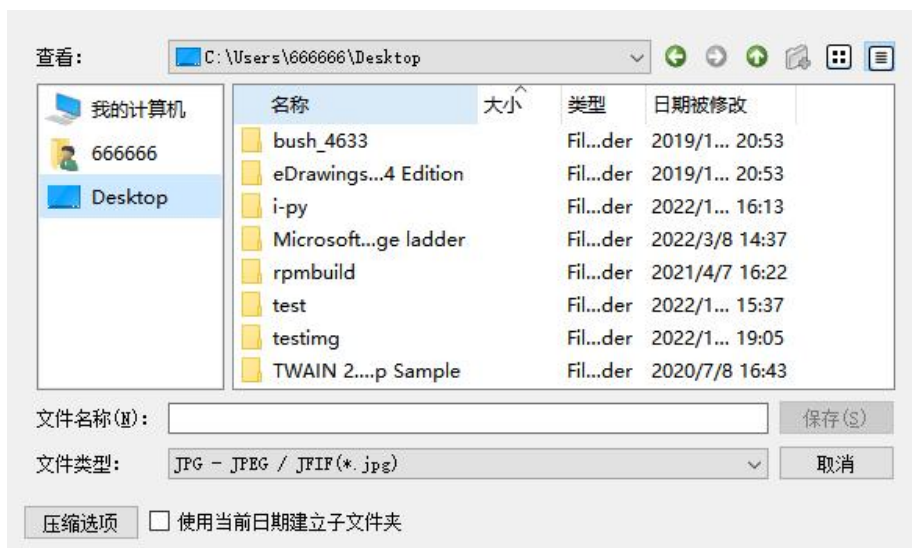 查看: C:\Users\666666\Desktop
我的计算机
666666
Desktop
名称 大小 类型 日期被修改
bush_4633 Fil...der 2019/1... 20:53
eDrawings...4 Edition Fil...der 2019/1... 20:53
i-py Fil...der 2022/1... 16:13
Microsoft...ge ladder Fil...der 2022/3/8 14:37
rpmbuild Fil...der 2021/4/7 16:22
test Fil...der 2022/1... 15:37
testimg Fil...der 2022/1... 19:05
TWAIN 2....p Sample Fil...der 2020/7/8 16:43
文件名称(N): 保存(S)
文件类型: JPG - JPEG / JFIF(*.jpg) 取消
压缩选项 使用当前日期建立子文件夹